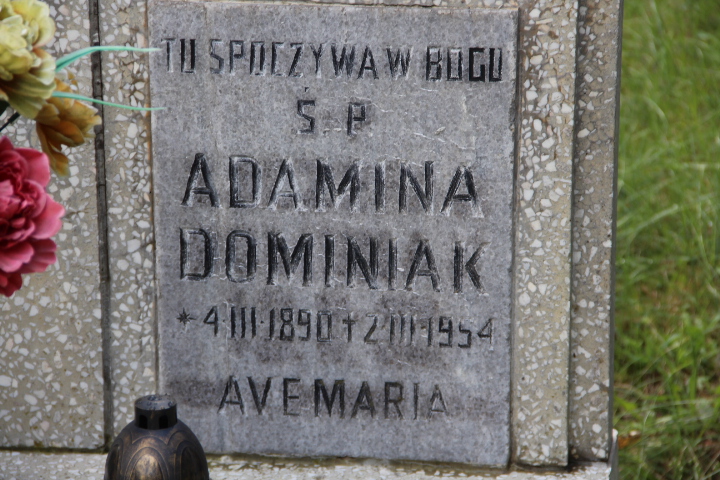 TU SPOCZYWA W BOGU
Ś P
ADAMINA
DOMINIAK
* 4 III · 1890 † 2 III · 1954
AVE MARIA